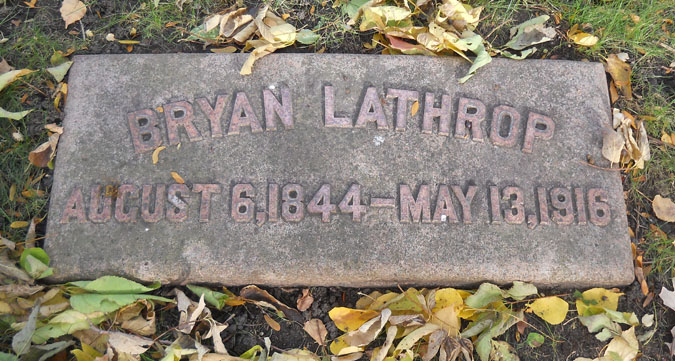 BRYAN LATHROP
AUGUST 6, 1844 — MAY 13, 1916